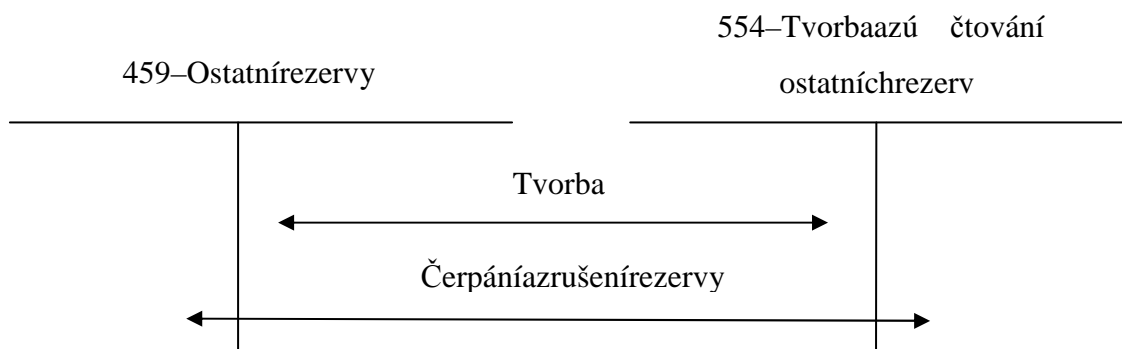 554–Tvorbaazú čtování
ostatníchrezerv
459–Ostatnírezervy
Tvorba
Čerpáníazrušenírezervy